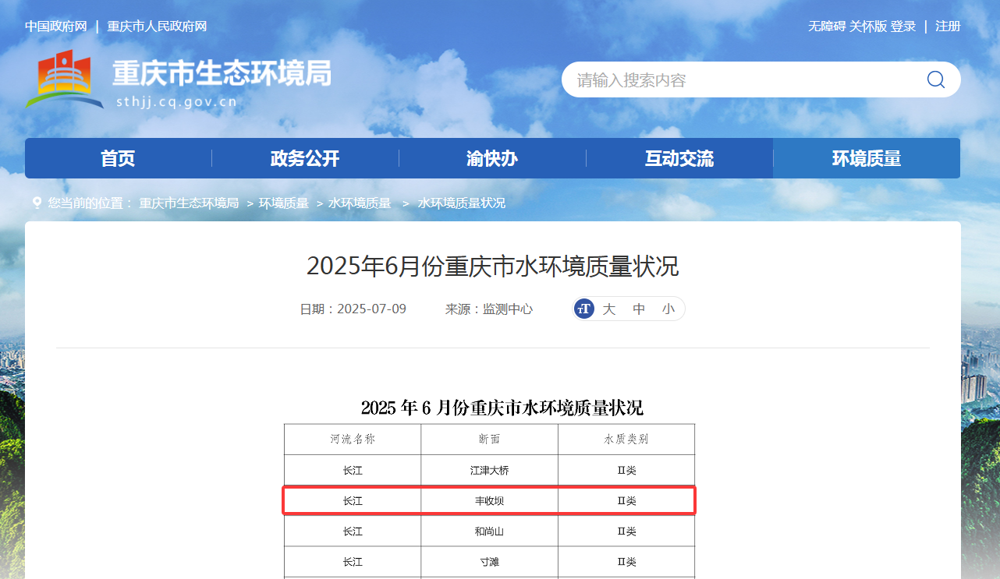 中国政府网 | 重庆市人民政府网
无障碍 关怀版 登录 | 注册
重庆市生态环境局
sthjj.cq.gov.cn
请输入搜索内容
首页 政务公开 渝快办 互动交流 环境质量
您当前的位置： 重庆市生态环境局 > 环境质量 > 水环境质量 > 水环境质量状况
2025年6月份重庆市水环境质量状况
日期：2025-07-09 来源：监测中心 TT 大 中 小
2025 年 6 月份重庆市水环境质量状况
河流名称 断面 水质类别
长江 江津大桥 Ⅱ类
长江 丰收坝 Ⅱ类
长江 和尚山 Ⅱ类
长江 寸滩 Ⅱ类